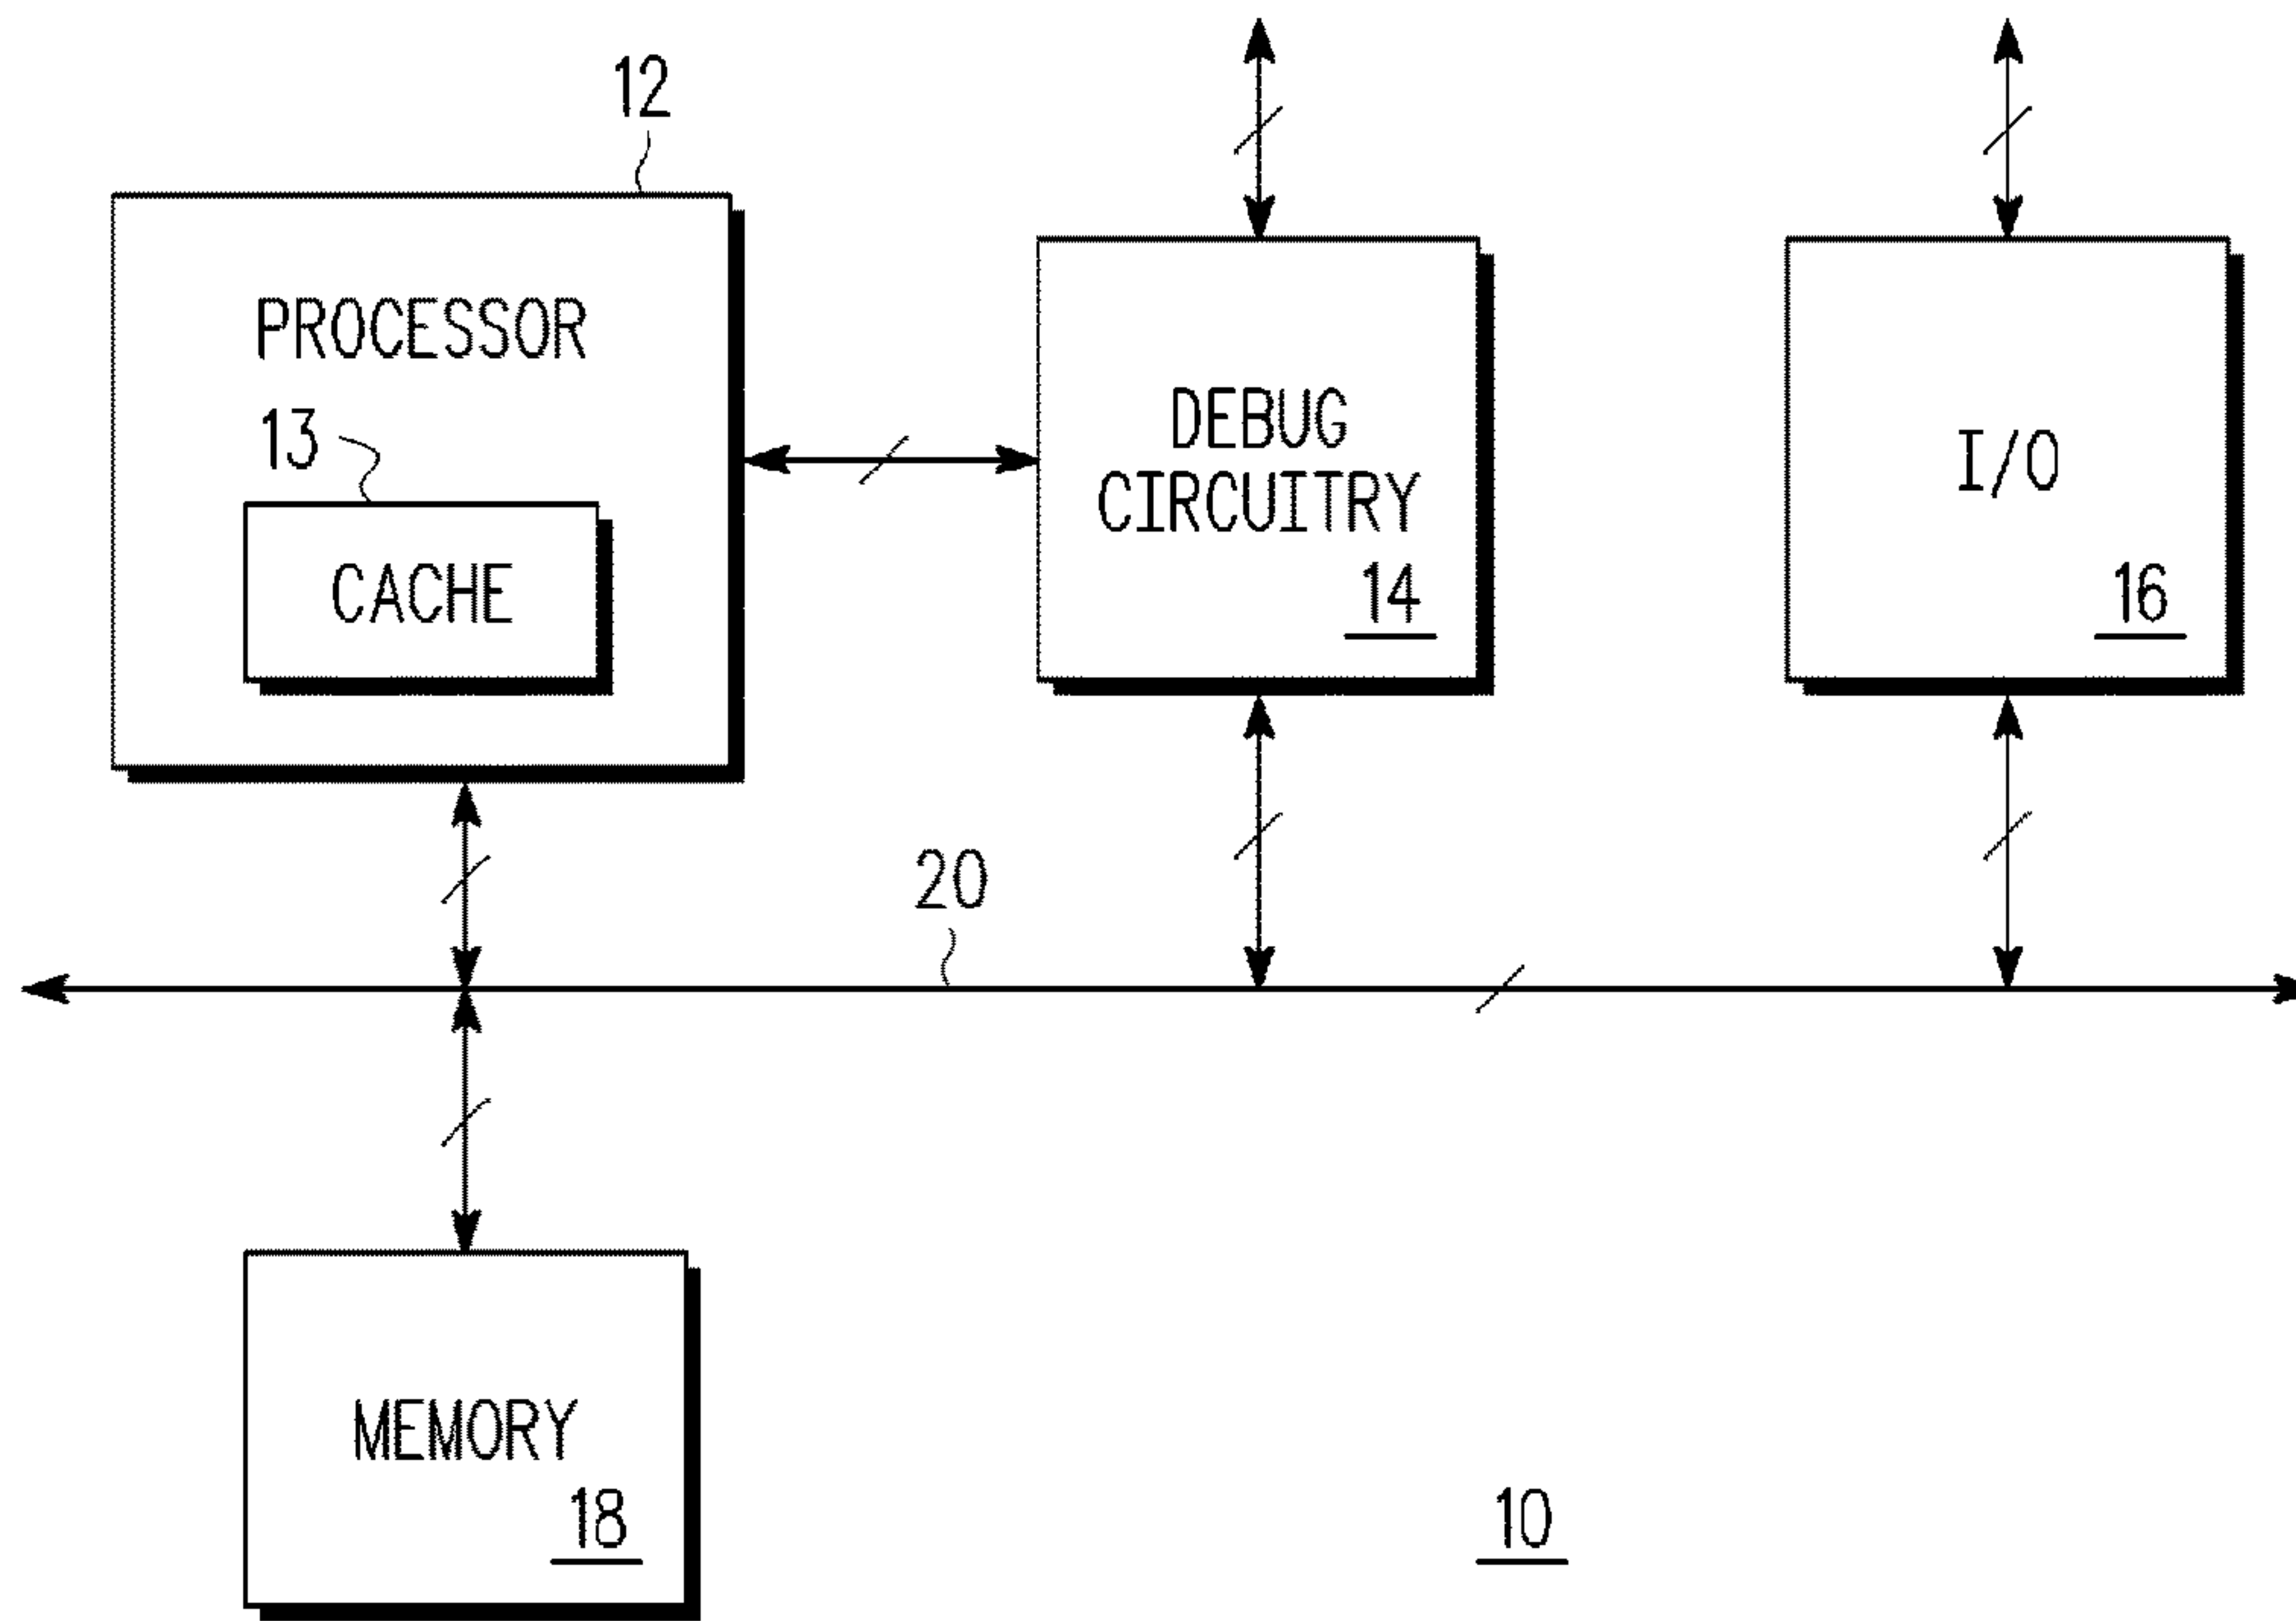 12
PROCESSOR
13
CACHE
DEBUG
CIRCUITRY
14
I/O
16
20
MEMORY
18
10